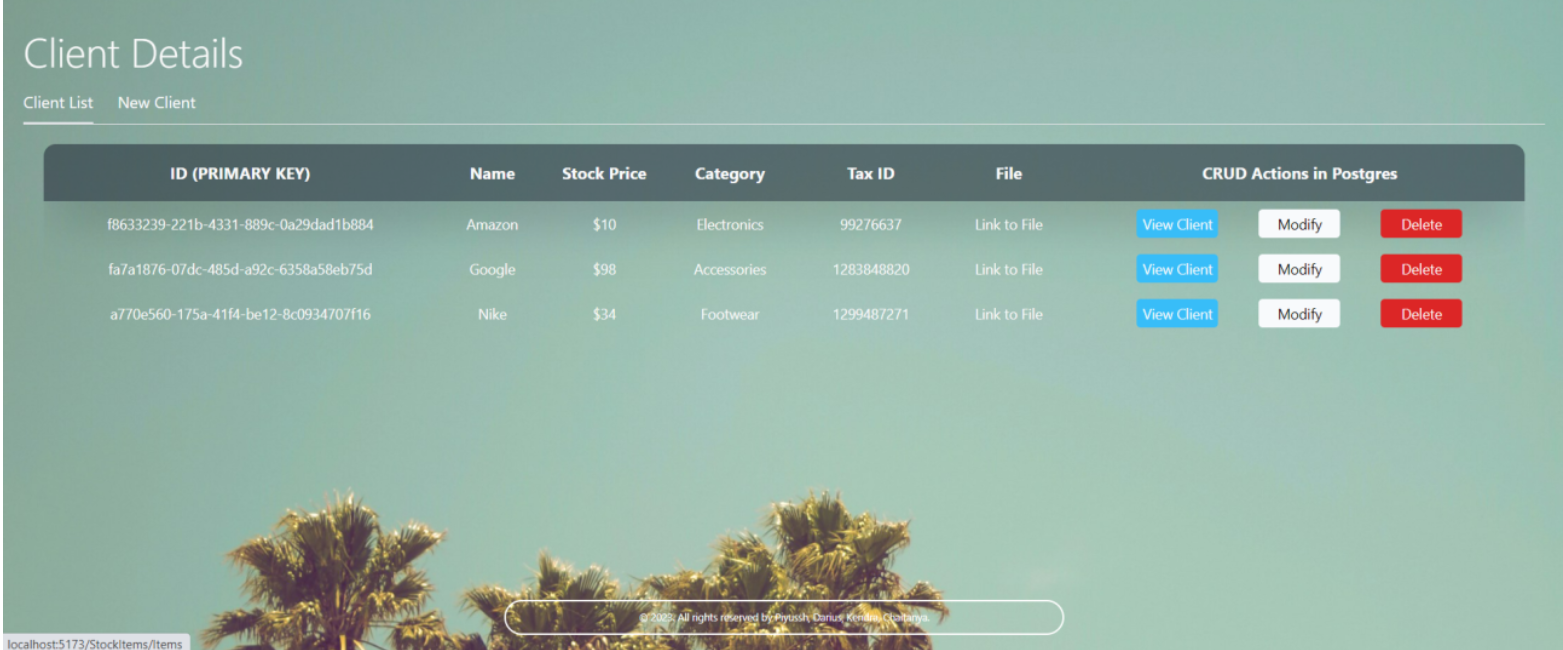 Client Details
Client List New Client
ID (PRIMARY KEY) Name Stock Price Category Tax ID File CRUD Actions in Postgres
f8633239-221b-4331-889c-0a29dad1b884 Amazon $10 Electronics 99276637 Link to File View Client Modify Delete
fa7a1876-07dc-485d-a92c-6358a58eb75d Google $98 Accessories 1283848820 Link to File View Client Modify Delete
a770e560-175a-41f4-be12-8c0934707f16 Nike $34 Footwear 1299487271 Link to File View Client Modify Delete
© 2023, All rights reserved by Piyussh, Darius, Kendra, Chaitanya.
localhost:5173/StockItems/Items